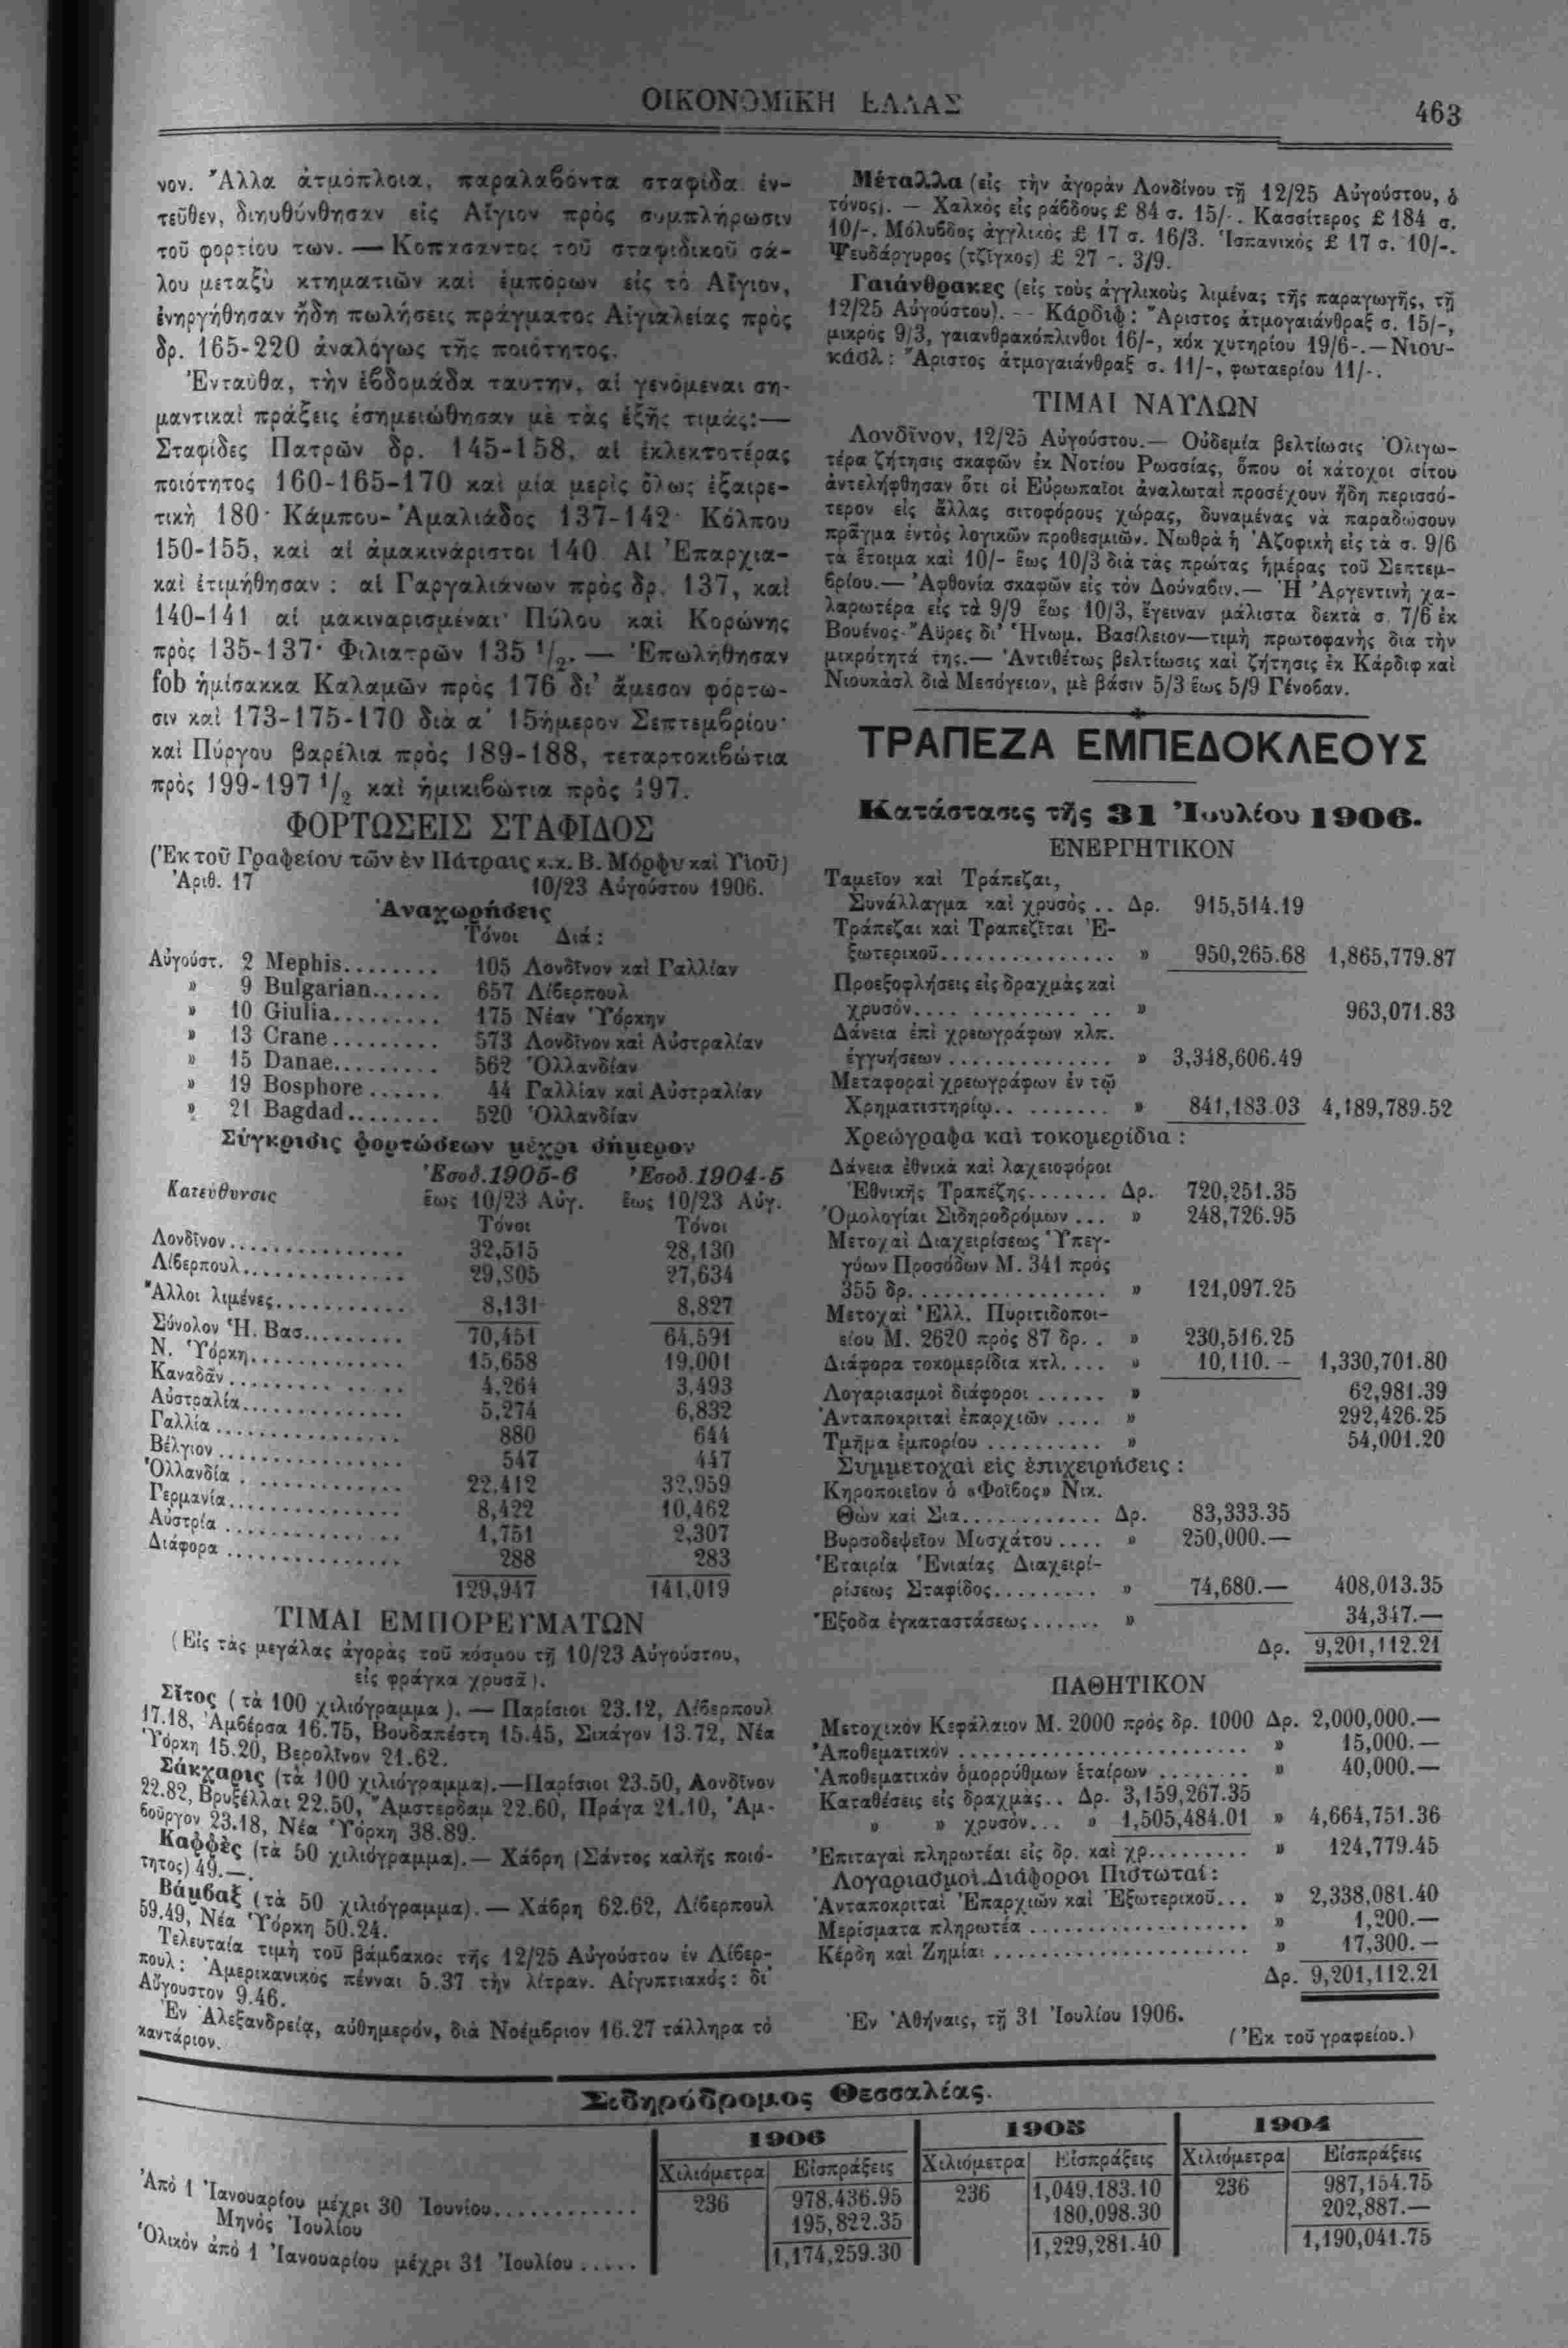 ΟΙΚΟΝΟΜΙΚΗ ΕΛΛΑΣ
463
νον. Ἄλλα ἀτμόπλοια, παραλαβόντα σταφίδα ἐν-
τεῦθεν, διηυθύνθησαν εἰς Αἴγιον πρὸς συμπλήρωσιν
τοῦ φορτίου των. — Κοπασαντος τοῦ σταφιδικοῦ σά-
λου μεταξὺ κτηματιῶν καὶ ἐμπόρων εἰς τὸ Αἴγιον,
ἐνηργήθησαν ἤδη πωλήσεις πράγματος Αἰγιαλείας πρὸς
δρ. 165-220 ἀναλόγως τῆς ποιότητος.
Ἐνταῦθα, τὴν ἑβδομάδα ταυτην, αἱ γενόμεναι ση-
μαντικαὶ πράξεις ἐσημειώθησαν μὲ τὰς ἑξῆς τιμάς:—
Σταφίδες Πατρῶν δρ. 145-158, αἱ ἐκλεκτοτέρας
ποιότητος 160-165-170 καὶ μία μερὶς ὅλως ἐξαιρε-
τικὴ 180· Κάμπου-Ἀμαλιάδος 137-142· Κόλπου
150-155, καὶ αἱ ἀμακινάριστοι 140. Αἱ Ἐπαρχια-
καὶ ἐτιμήθησαν : αἱ Γαργαλιάνων πρὸς δρ. 137, καὶ
140-141 αἱ μακιναρισμέναι· Πύλου καὶ Κορώνης
πρὸς 135-137· Φιλιατρῶν 135 1/2. — Ἐπωλήθησαν
fob ἡμίσακκα Καλαμῶν πρὸς 176 δι' ἄμεσον φόρτω-
σιν καὶ 173-175-170 διὰ α' 15ήμερον Σεπτεμβρίου·
καὶ Πύργου βαρέλια πρὸς 189-188, τεταρτοκιβώτια
πρὸς 199-197 1/2 καὶ ἡμικιβώτια πρὸς 197.
ΦΟΡΤΩΣΕΙΣ ΣΤΑΦΙΔΟΣ
(Ἐκ τοῦ Γραφείου τῶν ἐν Πάτραις κ.κ. Β. Μόρφυ καὶ Υἱοῦ)
Ἀριθ. 17 10/23 Αὐγούστου 1906.
Ἀναχωρήσεις
Τόνοι Διά :
Αὐγούστ. 2 Mephis......... 105 Λονδῖνον καὶ Γαλλίαν
» 9 Bulgarian...... 657 Λίβερπουλ
» 10 Giulia......... 175 Νέαν Ὑόρκην
» 13 Crane ......... 573 Λονδῖνον καὶ Αὐστραλίαν
» 15 Danae......... 562 Ὁλλανδίαν
» 19 Bosphore ...... 44 Γαλλίαν καὶ Αὐστραλίαν
» 21 Bagdad ........ 520 Ὁλλανδίαν
Σύγκρισις φορτώσεων μέχρι σήμερον
Ἐσοδ.1905-6 Ἐσοδ.1904-5
Κατεύθυνσις ἕως 10/23 Αὐγ. ἕως 10/23 Αὐγ.
Τόνοι Τόνοι
Λονδῖνον............... 32,515 28,130
Λίβερπουλ............... 29,805 27,634
Ἄλλοι λιμένες............ 8,131 8,827
Σύνολον Ἡ. Βασ......... 70,451 64,591
Ν. Ὑόρκη.............. 15,658 19,001
Καναδᾶν .............. 4,264 3,493
Αὐστραλία.............. 5,274 6,832
Γαλλία ................ 880 644
Βέλγιον ................ 547 447
Ὁλλανδία .............. 22,412 32,959
Γερμανία............... 8,422 10,462
Αὐστρία ............... 1,751 2,307
Διάφορα ............... 288 283
129,947 141,019
ΤΙΜΑΙ ΕΜΠΟΡΕΥΜΑΤΩΝ
(Εἰς τὰς μεγάλας ἀγορὰς τοῦ κόσμου τῇ 10/23 Αὐγούστου,
εἰς φράγκα χρυσᾶ).
Σῖτος (τὰ 100 χιλιόγραμμα). — Παρίσιοι 23.12, Λίβερπουλ
17.18, Ἀμβέρσα 16.75, Βουδαπέστη 15.45, Σικάγον 13.72, Νέα
Ὑόρκη 15.20, Βερολῖνον 21.62.
Σάκχαρις (τὰ 100 χιλιόγραμμα).—Παρίσιοι 23.50, Λονδῖνον
22.82, Βρυξέλλαι 22.50, Ἄμστερδαμ 22.60, Πράγα 21.10, Ἀμ-
βοῦργον 23.18, Νέα Ὑόρκη 38.89.
Καφφὲς (τὰ 50 χιλιόγραμμα).— Χάβρη (Σάντος καλῆς ποιό-
τητος) 49.—.
Βάμβαξ (τὰ 50 χιλιόγραμμα).— Χάβρη 62.62, Λίβερπουλ
59.49, Νέα Ὑόρκη 50.24.
Τελευταία τιμὴ τοῦ βάμβακος τῆς 12/25 Αὐγούστου ἐν Λίβερ-
πουλ: Ἀμερικανικὸς πένναι 5.37 τὴν λίτραν. Αἰγυπτιακός: δι'
Αὔγουστον 9.46.
Ἐν Ἀλεξανδρείᾳ, αὐθημερόν, διὰ Νοέμβριον 16.27 τάλληρα τὸ
καντάριον.
Μέταλλα (εἰς τὴν ἀγορὰν Λονδίνου τῇ 12/25 Αὐγούστου, ὁ
τόνος). — Χαλκὸς εἰς ράβδους £ 84 σ. 15/-. Κασσίτερος £ 184 σ.
10/-. Μόλυβδος ἀγγλικὸς £ 17 σ. 16/3. Ἱσπανικὸς £ 17 σ. 10/-.
Ψευδάργυρος (τζῖγκος) £ 27 -. 3/9.
Γαιάνθρακες (εἰς τοὺς ἀγγλικοὺς λιμένας τῆς παραγωγῆς, τῇ
12/25 Αὐγούστου). -- Κάρδιφ: Ἄριστος ἀτμογαιάνθραξ σ. 15/-,
μικρὸς 9/3, γαιανθρακόπλινθοι 16/-, κὸκ χυτηρίου 19/6-.—Νιου-
κάσλ: Ἄριστος ἀτμογαιάνθραξ σ. 11/-, φωταερίου 11/-.
ΤΙΜΑΙ ΝΑΥΛΩΝ
Λονδῖνον, 12/25 Αὐγούστου.— Οὐδεμία βελτίωσις Ὀλιγω-
τέρα ζήτησις σκαφῶν ἐκ Νοτίου Ρωσσίας, ὅπου οἱ κάτοχοι σίτου
ἀντελήφθησαν ὅτι οἱ Εὐρωπαῖοι ἀναλωταὶ προσέχουν ἤδη περισσό-
τερον εἰς ἄλλας σιτοφόρους χώρας, δυναμένας νὰ παραδώσουν
πρᾶγμα ἐντὸς λογικῶν προθεσμιῶν. Νωθρὰ ἡ Ἀζοφικὴ εἰς τὰ σ. 9/6
τὰ ἕτοιμα καὶ 10/- ἕως 10/3 διὰ τὰς πρώτας ἡμέρας τοῦ Σεπτεμ-
βρίου.— Ἀφθονία σκαφῶν εἰς τὸν Δούναβιν.— Ἡ Ἀργεντινὴ χα-
λαρωτέρα εἰς τὰ 9/9 ἕως 10/3, ἔγειναν μάλιστα δεκτὰ σ. 7/6 ἐκ
Βουένος-Ἄϋρες δι' Ἡνωμ. Βασίλειον—τιμὴ πρωτοφανὴς διὰ τὴν
μικρότητά της.— Ἀντιθέτως βελτίωσις καὶ ζήτησις ἐκ Κάρδιφ καὶ
Νιουκὰσλ διὰ Μεσόγειον, μὲ βάσιν 5/3 ἕως 5/9 Γένοβαν.
ΤΡΑΠΕΖΑ ΕΜΠΕΔΟΚΛΕΟΥΣ
Κατάστασις τῆς 31 Ἰουλίου 1906.
ΕΝΕΡΓΗΤΙΚΟΝ
Ταμεῖον καὶ Τράπεζαι,
Συνάλλαγμα καὶ χρυσὸς .. Δρ. 915,514.19
Τράπεζαι καὶ Τραπεζῖται Ἐ-
ξωτερικοῦ............... » 950,265.68 1,865,779.87
Προεξοφλήσεις εἰς δραχμὰς καὶ
χρυσόν................ » 963,071.83
Δάνεια ἐπὶ χρεωγράφων κλπ.
ἐγγυήσεων .............. » 3,348,606.49
Μεταφοραὶ χρεωγράφων ἐν τῷ
Χρηματιστηρίῳ.......... » 841,183.03 4,189,789.52
Χρεώγραφα καὶ τοκομερίδια :
Δάνεια ἐθνικὰ καὶ λαχειοφόροι
Ἐθνικῆς Τραπέζης....... Δρ. 720,251.35
Ὁμολογίαι Σιδηροδρόμων ... » 248,726.95
Μετοχαὶ Διαχειρίσεως Ὑπεγ-
γύων Προσόδων Μ. 341 πρός
355 δρ................. » 121,097.25
Μετοχαὶ Ἑλλ. Πυριτιδοποι-
είου Μ. 2620 πρὸς 87 δρ. . » 230,516.25
Διάφορα τοκομερίδια κτλ. ... » 10,110. - 1,330,701.80
Λογαριασμοὶ διάφοροι ...... » 62,981.39
Ἀνταποκριταὶ ἐπαρχιῶν .... » 292,426.25
Τμῆμα ἐμπορίου .......... » 54,001.20
Συμμετοχαὶ εἰς ἐπιχειρήσεις :
Κηροποιεῖον ὁ «Φοῖβος» Νικ.
Θὼν καὶ Σια............ Δρ. 83,333.35
Βυρσοδεψεῖον Μοσχάτου .... » 250,000.—
Ἑταιρία Ἑνιαίας Διαχειρί-
ρίσεως Σταφίδος......... » 74,680.— 408,013.35
Ἔξοδα ἐγκαταστάσεως...... » 34,347.—
Δρ. 9,201,112.21
ΠΑΘΗΤΙΚΟΝ
Μετοχικὸν Κεφάλαιον Μ. 2000 πρὸς δρ. 1000 Δρ. 2,000,000.—
Ἀποθεματικόν ......................... » 15,000.—
Ἀποθεματικὸν ὁμορρύθμων ἑταίρων ........ » 40,000.—
Καταθέσεις εἰς δραχμὰς.. Δρ. 3,159,267.35
» » χρυσόν... » 1,505,484.01 » 4,664,751.36
Ἐπιταγαὶ πληρωτέαι εἰς δρ. καὶ χρ......... » 124,779.45
Λογαριασμοὶ Διάφοροι Πιστωταί :
Ἀνταποκριταὶ Ἐπαρχιῶν καὶ Ἐξωτερικοῦ... » 2,338,081.40
Μερίσματα πληρωτέα ................... » 1,200.—
Κέρδη καὶ Ζημίαι ...................... » 17,300.—
Δρ. 9,201,112.21
Ἐν Ἀθήναις, τῇ 31 Ἰουλίου 1906.
(Ἐκ τοῦ γραφείου.)
Σιδηρόδρομος Θεσσαλίας.
1906 1905 1904
Χιλιόμετρα Εἰσπράξεις Χιλιόμετρα Εἰσπράξεις Χιλιόμετρα Εἰσπράξεις
Ἀπὸ 1 Ἰανουαρίου μέχρι 30 Ἰουνίου............ 236 978,436.95 236 1,049,183.10 236 987,154.75
Μηνὸς Ἰουλίου 195,822.35 180,098.30 202,887.—
Ὁλικὸν ἀπὸ 1 Ἰανουαρίου μέχρι 31 Ἰουλίου ..... 1,174,259.30 1,229,281.40 1,190,041.75